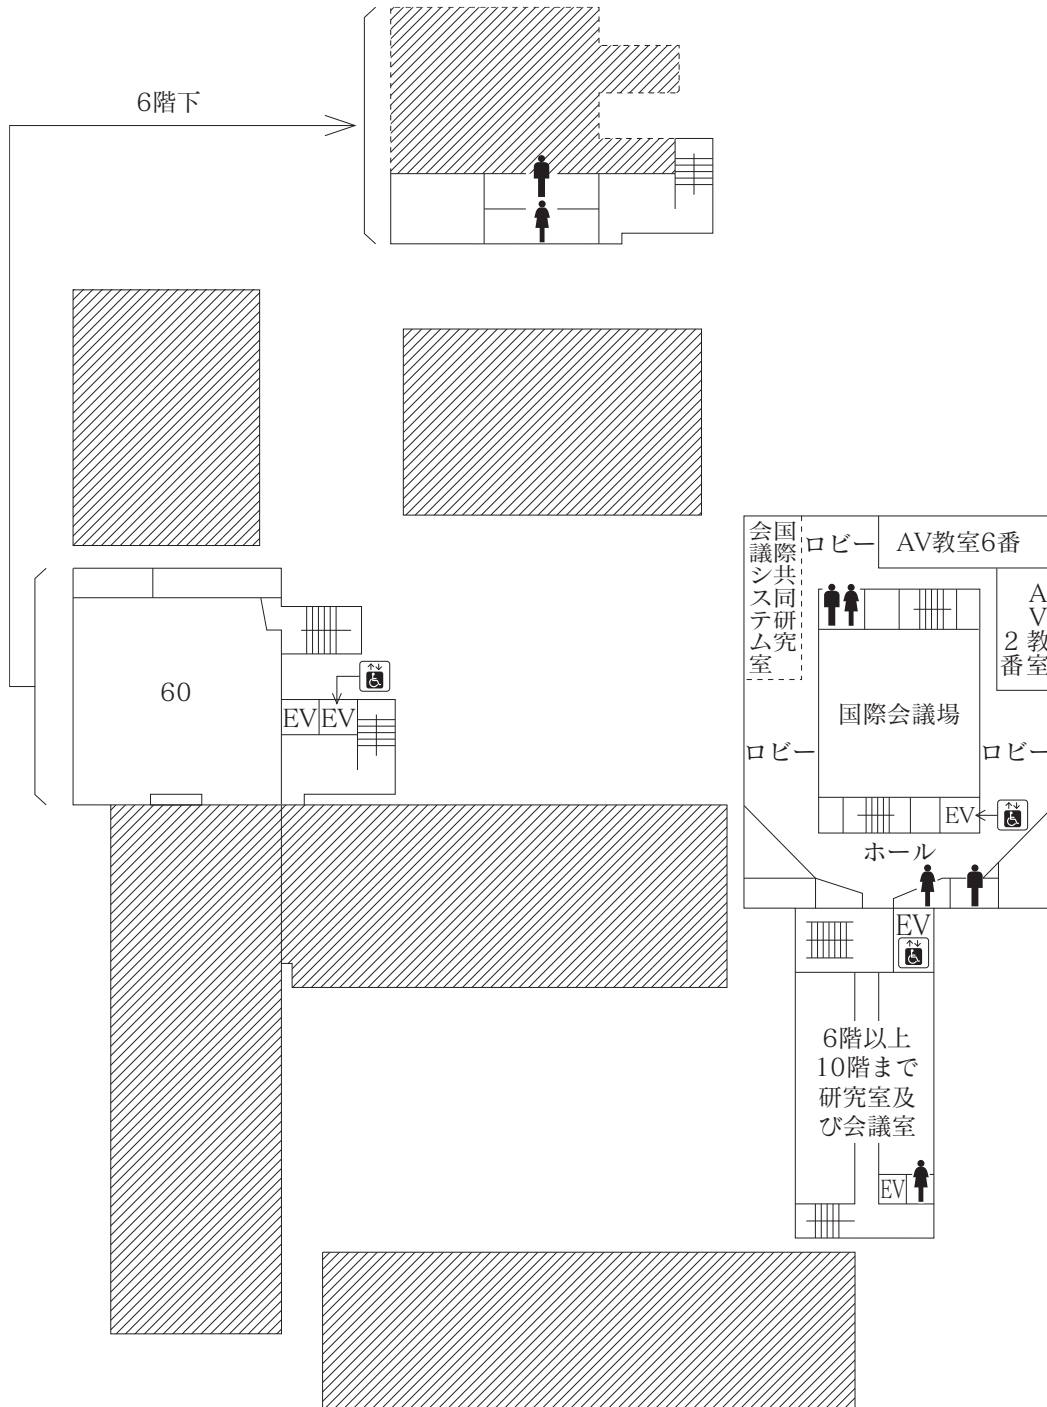 6階下
国際共同研究
会議システム室
ロビー
AV教室6番
AV教室
2番
60
EV
EV
国際会議場
ロビー
ロビー
EV
ホール
EV
6階以上
10階まで
研究室及
び会議室
EV